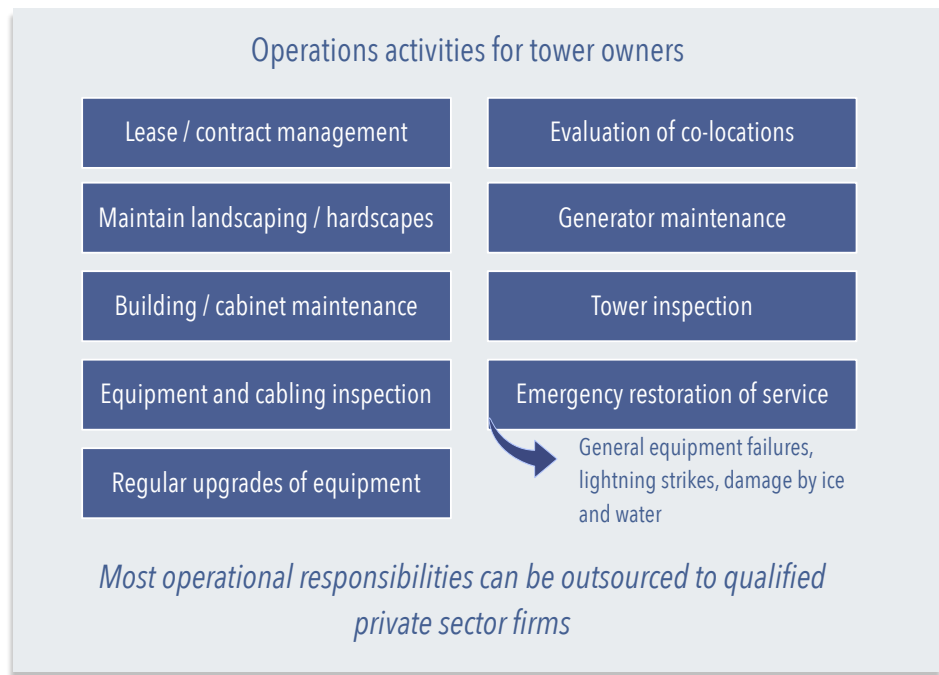 Operations activities for tower owners
Lease / contract management
Evaluation of co-locations
Maintain landscaping / hardscapes
Generator maintenance
Building / cabinet maintenance
Tower inspection
Equipment and cabling inspection
Emergency restoration of service
General equipment failures,
lightning strikes, damage by ice
and water
Regular upgrades of equipment
Most operational responsibilities can be outsourced to qualified
private sector firms